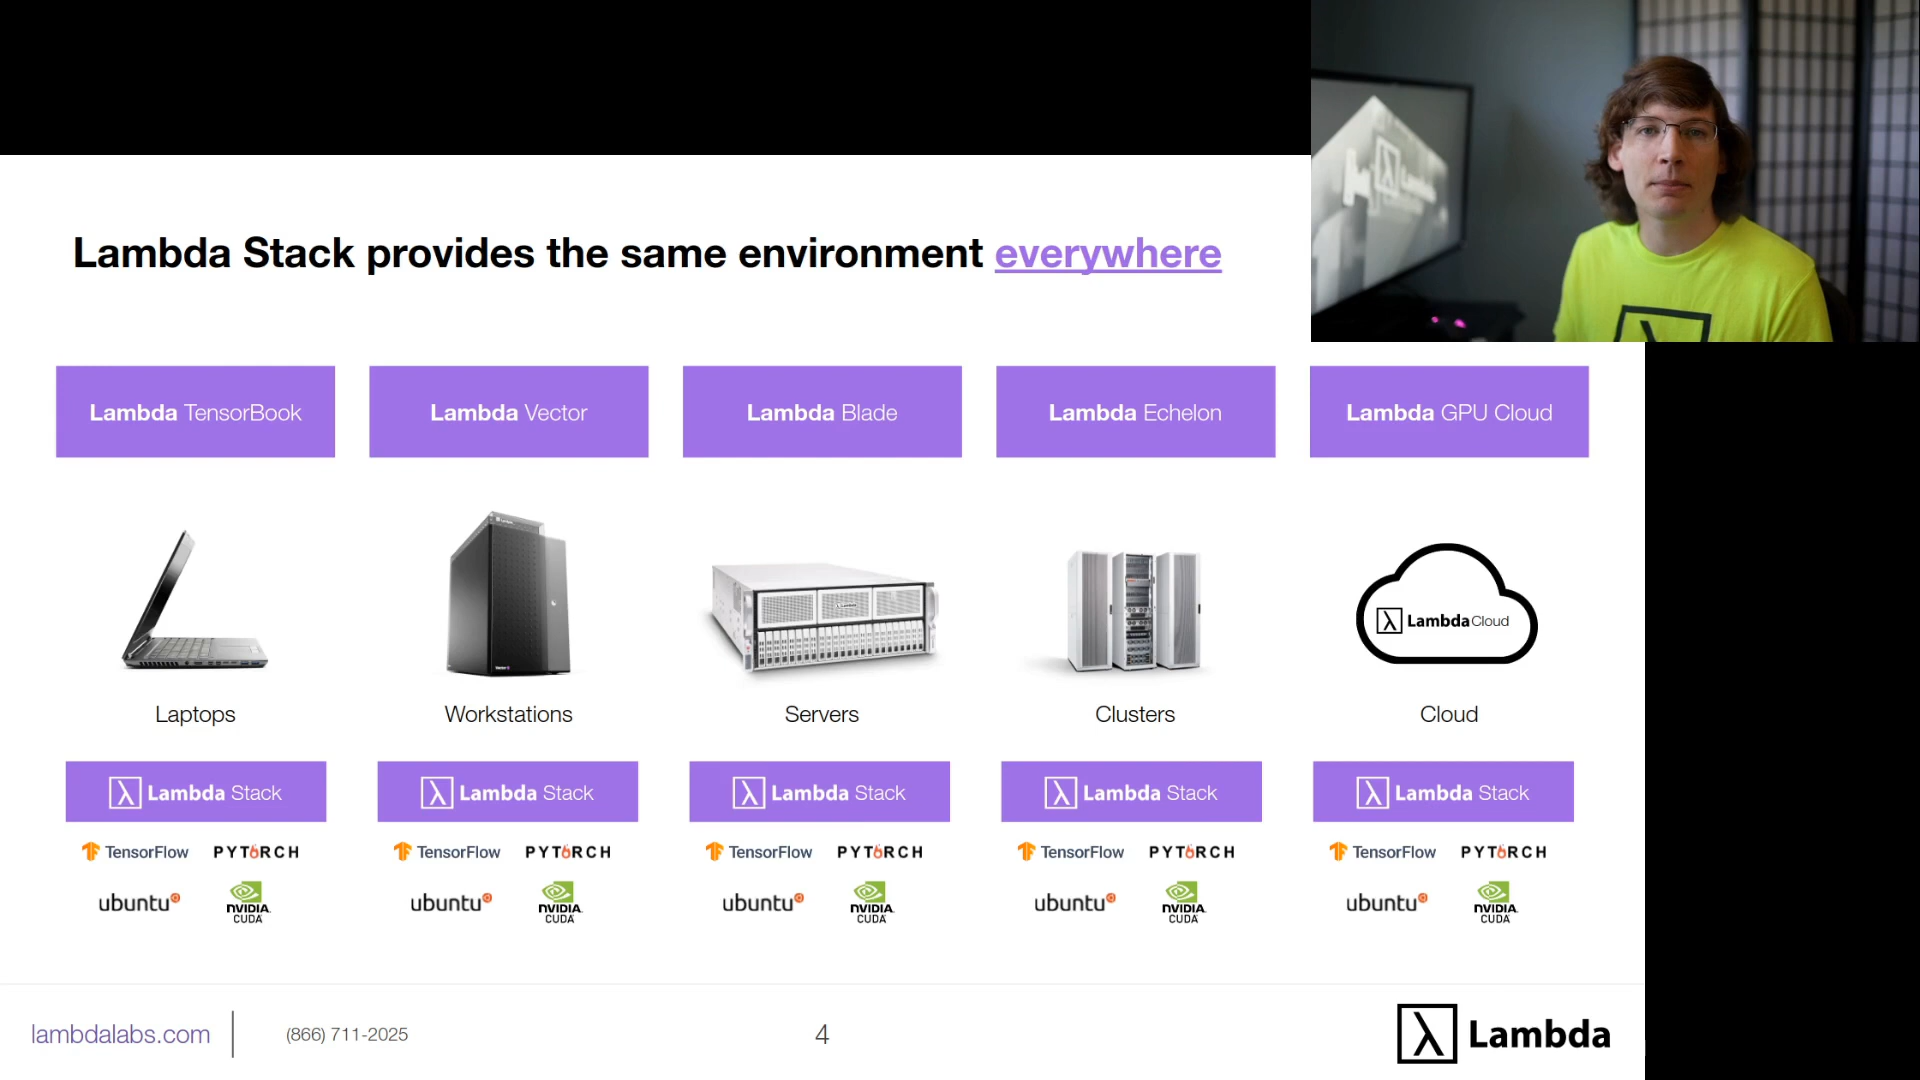 Lambda Stack provides the same environment everywhere
Lambda TensorBook
Lambda Vector
Lambda Blade
Lambda Echelon
Lambda GPU Cloud
Lambda Cloud
Laptops
Workstations
Servers
Clusters
Cloud
Lambda Stack
Lambda Stack
Lambda Stack
Lambda Stack
Lambda Stack
TensorFlow PYTORCH
TensorFlow PYTORCH
TensorFlow PYTORCH
TensorFlow PYTORCH
TensorFlow PYTORCH
ubuntu NVIDIA CUDA
ubuntu NVIDIA CUDA
ubuntu NVIDIA CUDA
ubuntu NVIDIA CUDA
ubuntu NVIDIA CUDA
lambdalabs.com
(866) 711-2025
4
Lambda